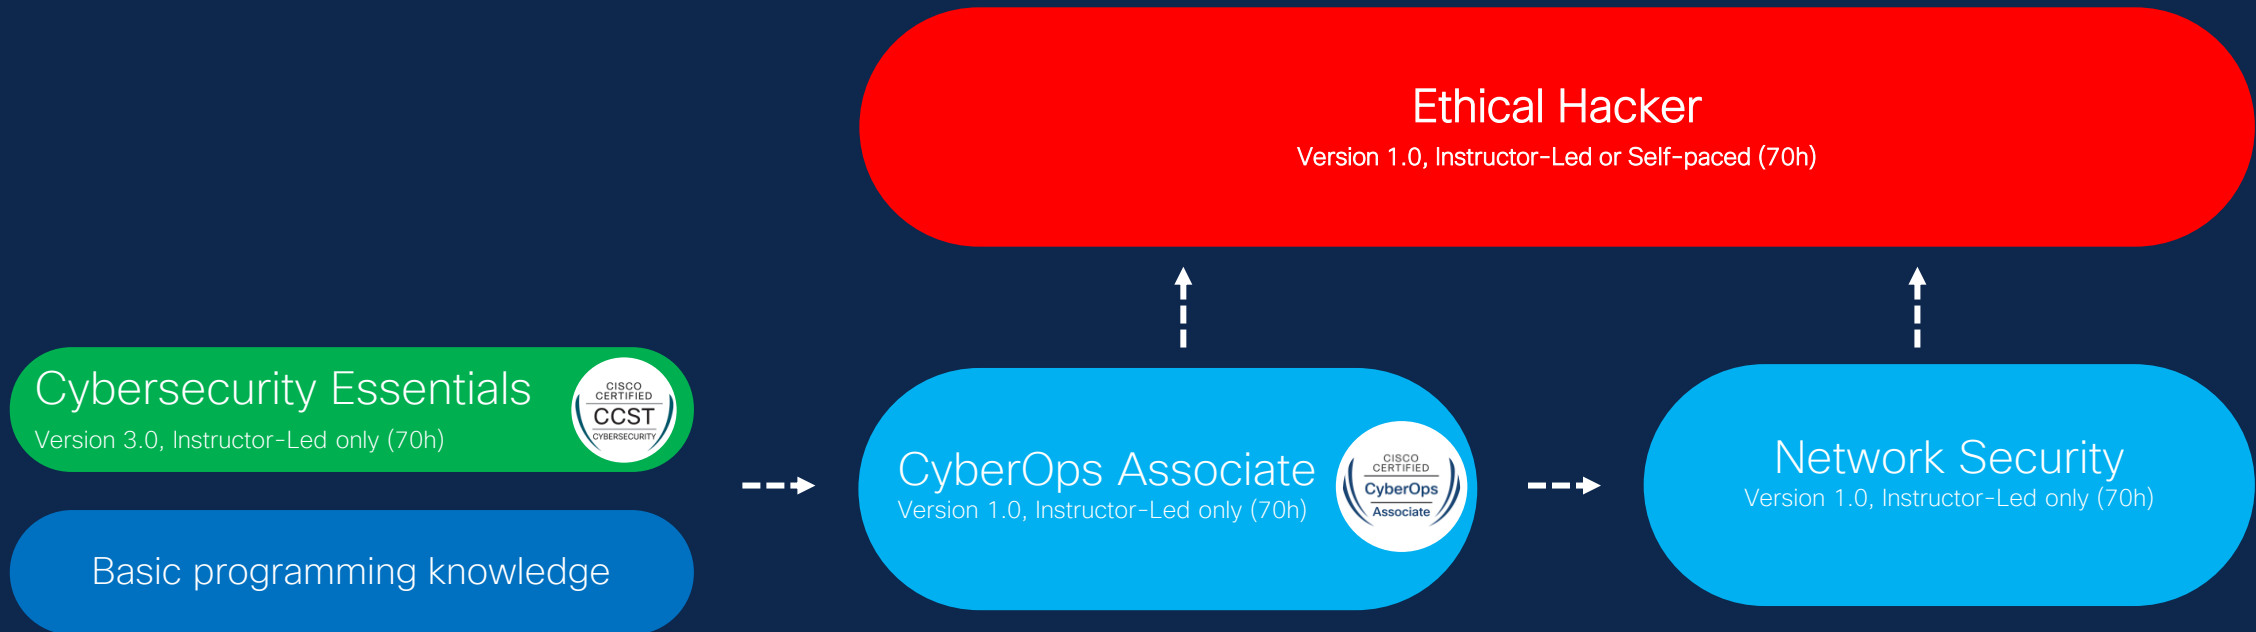 Ethical Hacker
Version 1.0, Instructor-Led or Self-paced (70h)
Cybersecurity Essentials
Version 3.0, Instructor-Led only (70h)
CISCO
CERTIFIED
CCST
CYBERSECURITY
Basic programming knowledge
CyberOps Associate
Version 1.0, Instructor-Led only (70h)
CISCO
CERTIFIED
CyberOps
Associate
Network Security
Version 1.0, Instructor-Led only (70h)